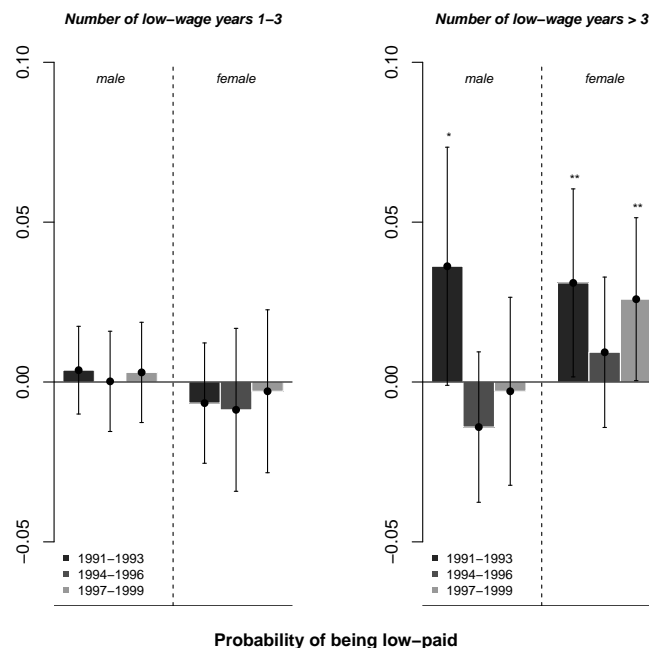 Number of low−wage years 1−3
Number of low−wage years > 3
male
female
male
female
0.10
0.05
0.00
−0.05
0.10
0.05
0.00
−0.05
*
**
**
1991−1993
1994−1996
1997−1999
1991−1993
1994−1996
1997−1999
Probability of being low−paid